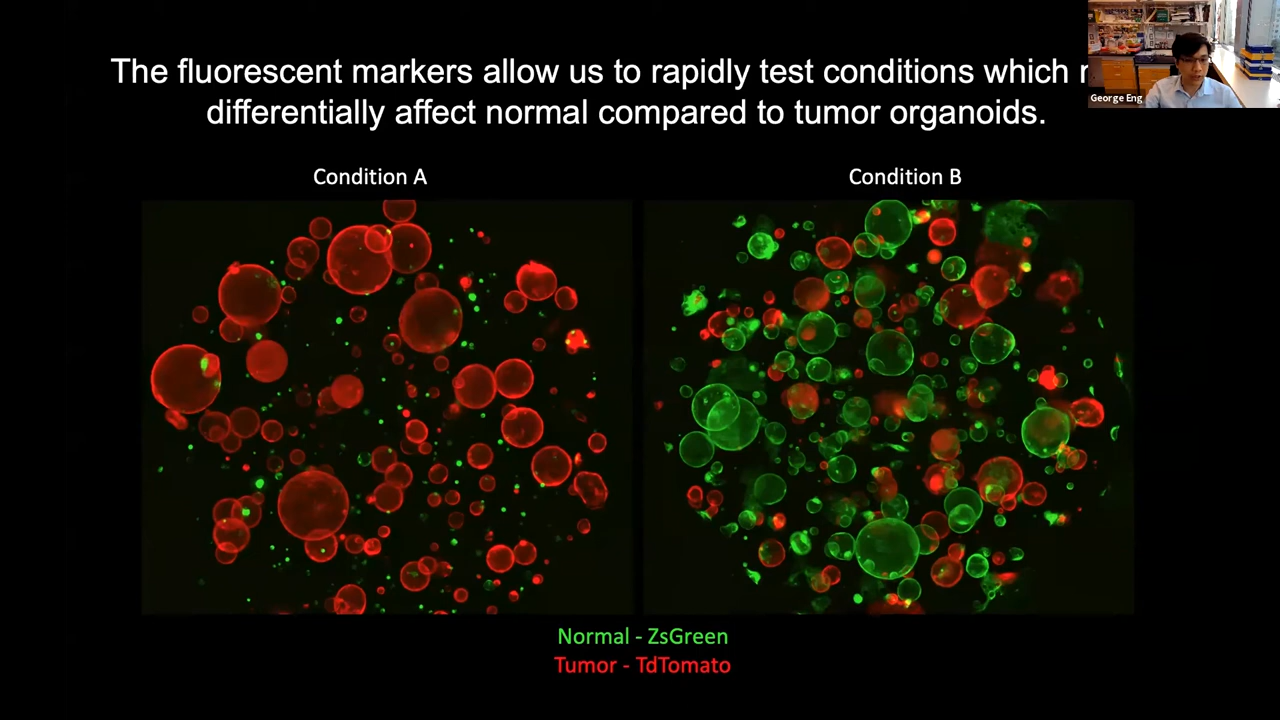 The fluorescent markers allow us to rapidly test conditions which
differentially affect normal compared to tumor organoids.
George Eng
Condition A
Condition B
Normal - ZsGreen
Tumor - TdTomato